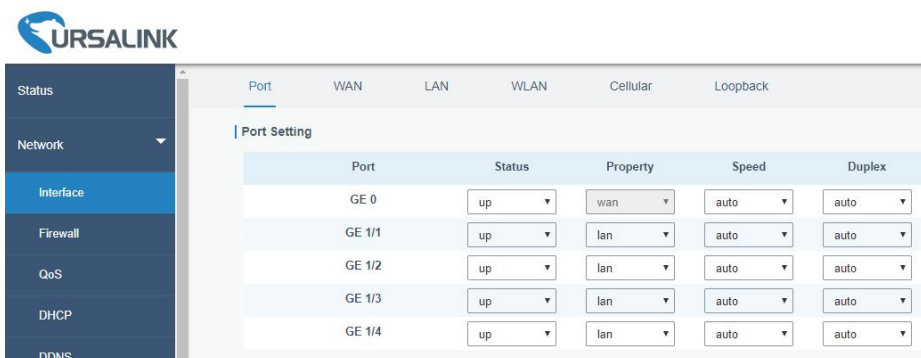 URSALINK
Status
Network
Interface
Firewall
QoS
DHCP
DDNS
Port WAN LAN WLAN Cellular Loopback
Port Setting
Port Status Property Speed Duplex
GE 0 up wan auto auto
GE 1/1 up lan auto auto
GE 1/2 up lan auto auto
GE 1/3 up lan auto auto
GE 1/4 up lan auto auto